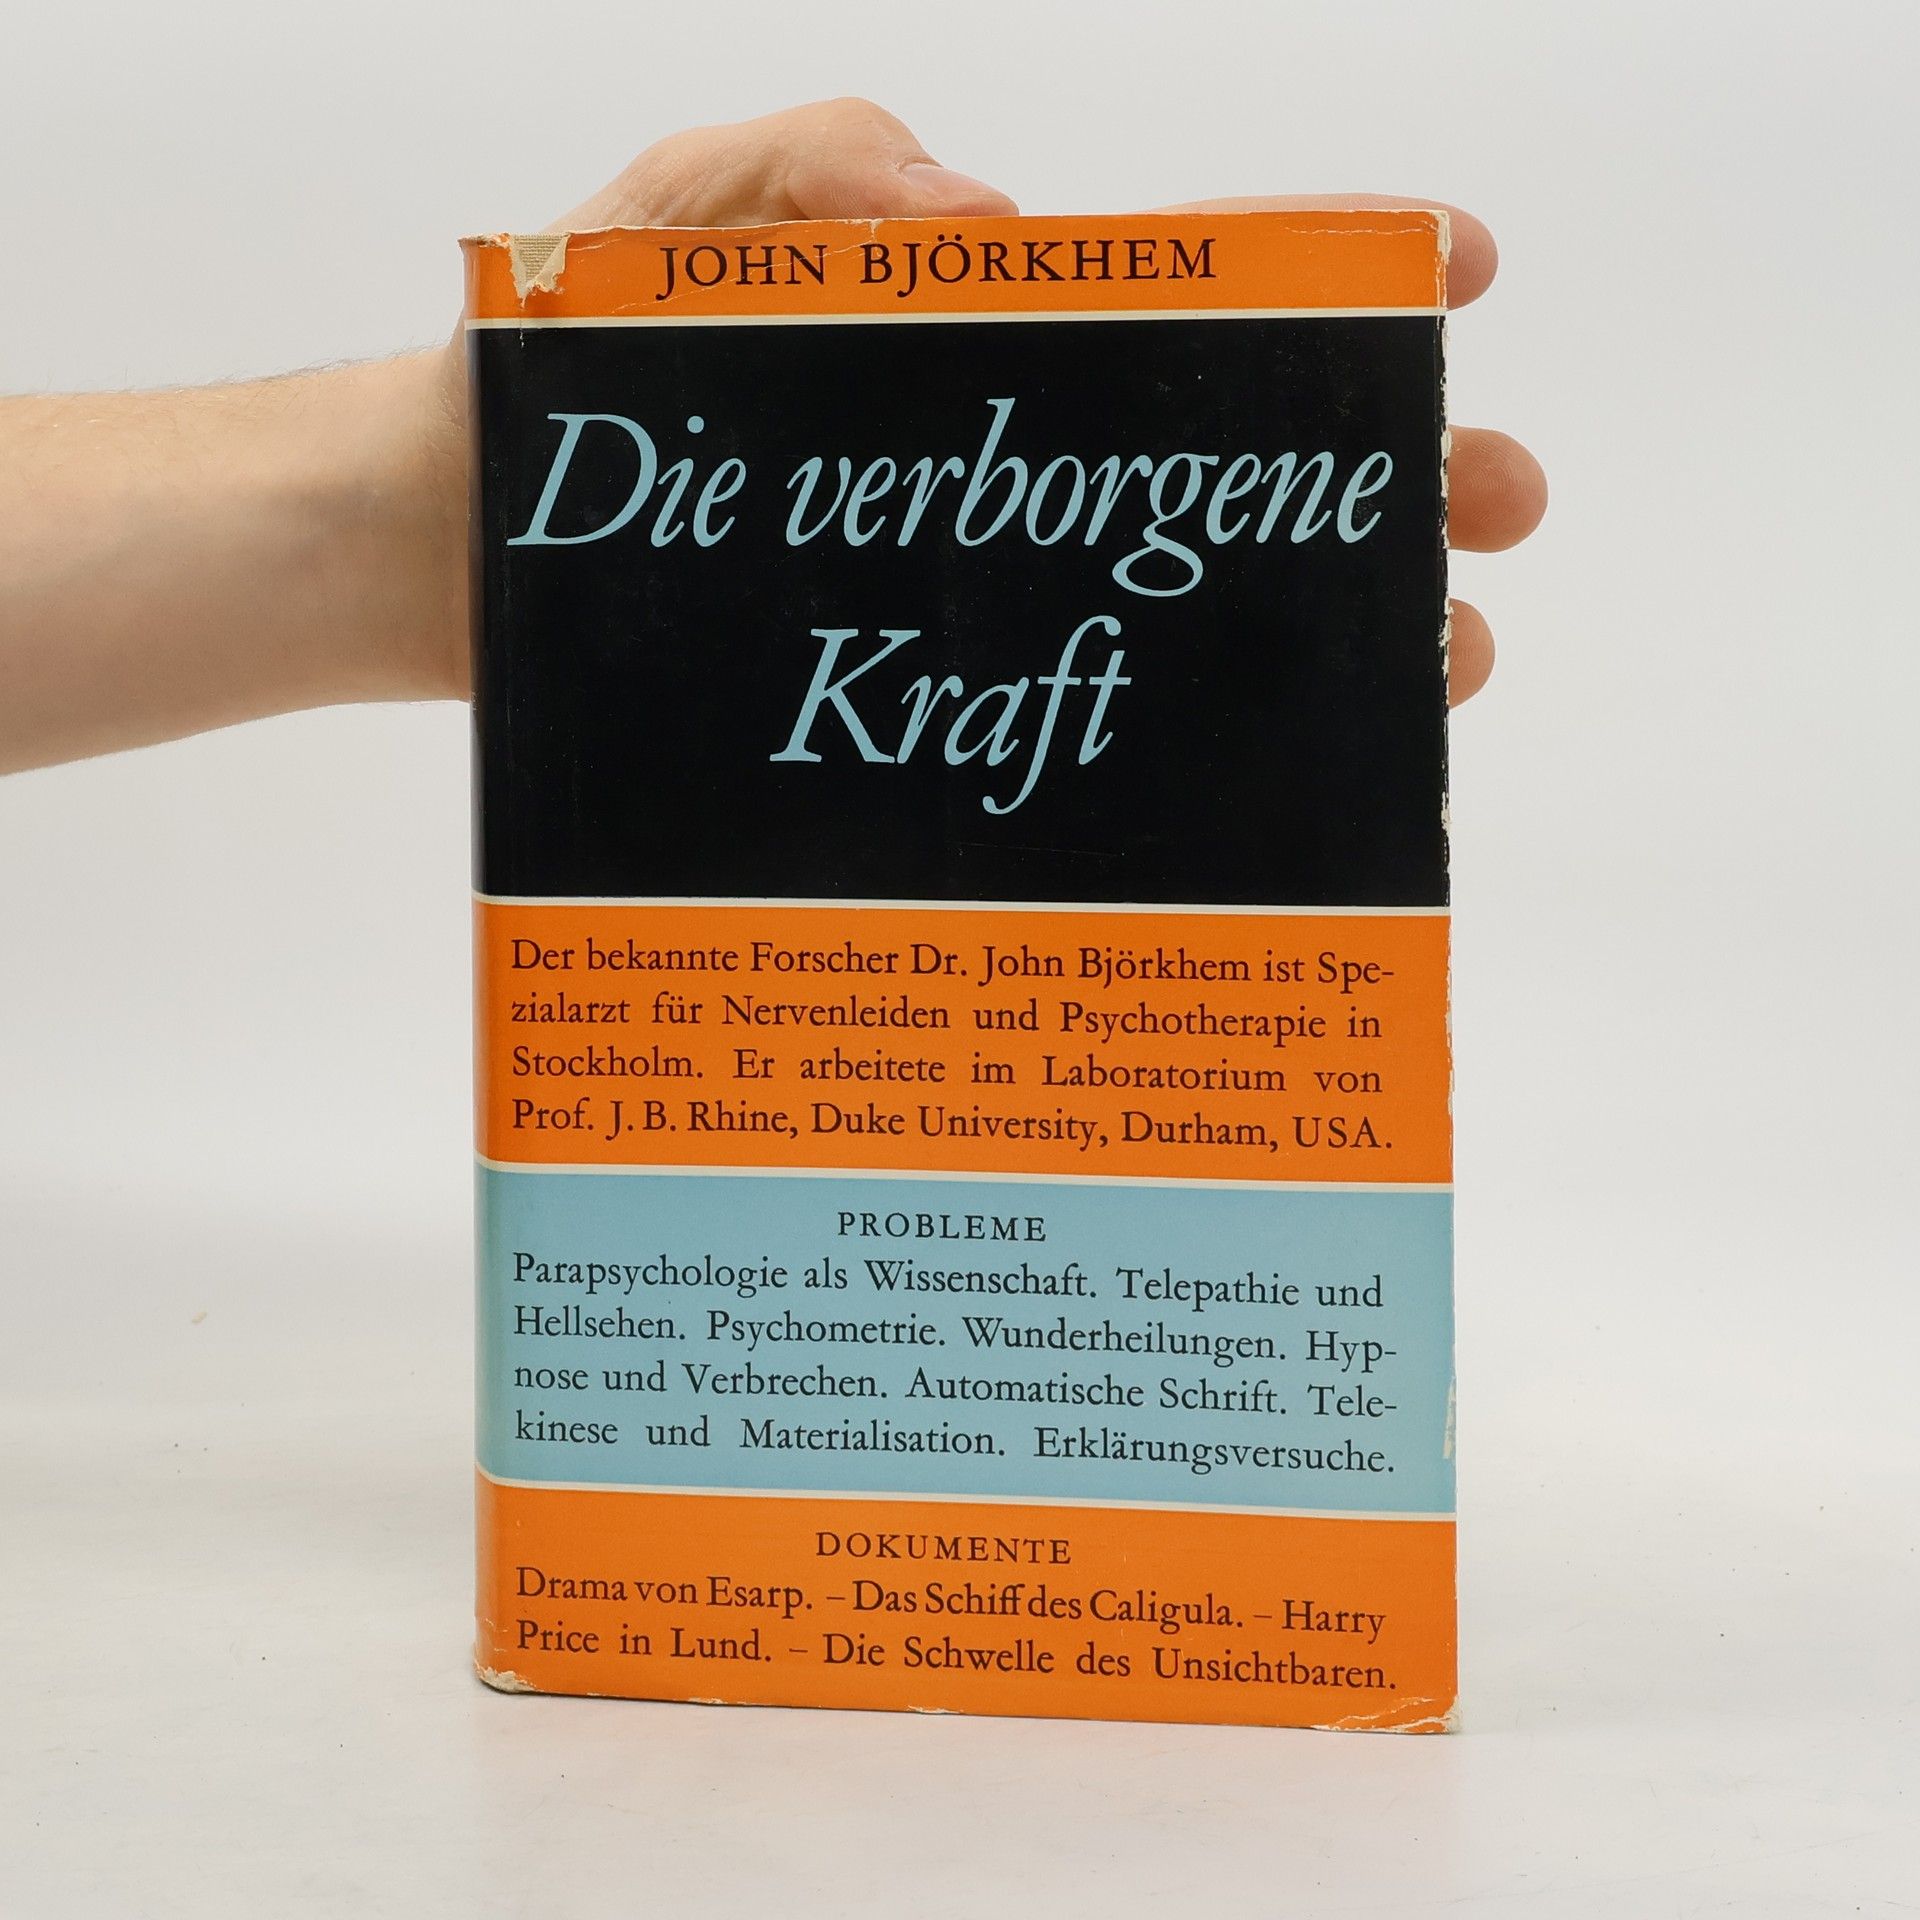 JOHN BJÖRKHEM
Die verborgene
Kraft
Der bekannte Forscher Dr. John Björkhem ist Spe-
zialarzt für Nervenleiden und Psychotherapie in
Stockholm. Er arbeitete im Laboratorium von
Prof. J. B. Rhine, Duke University, Durham, USA.
PROBLEME
Parapsychologie als Wissenschaft. Telepathie und
Hellsehen. Psychometrie. Wunderheilungen. Hyp-
nose und Verbrechen. Automatische Schrift. Tele-
kinese und Materialisation. Erklärungsversuche.
DOKUMENTE
Drama von Esarp. – Das Schiff des Caligula. – Harry
Price in Lund. – Die Schwelle des Unsichtbaren.